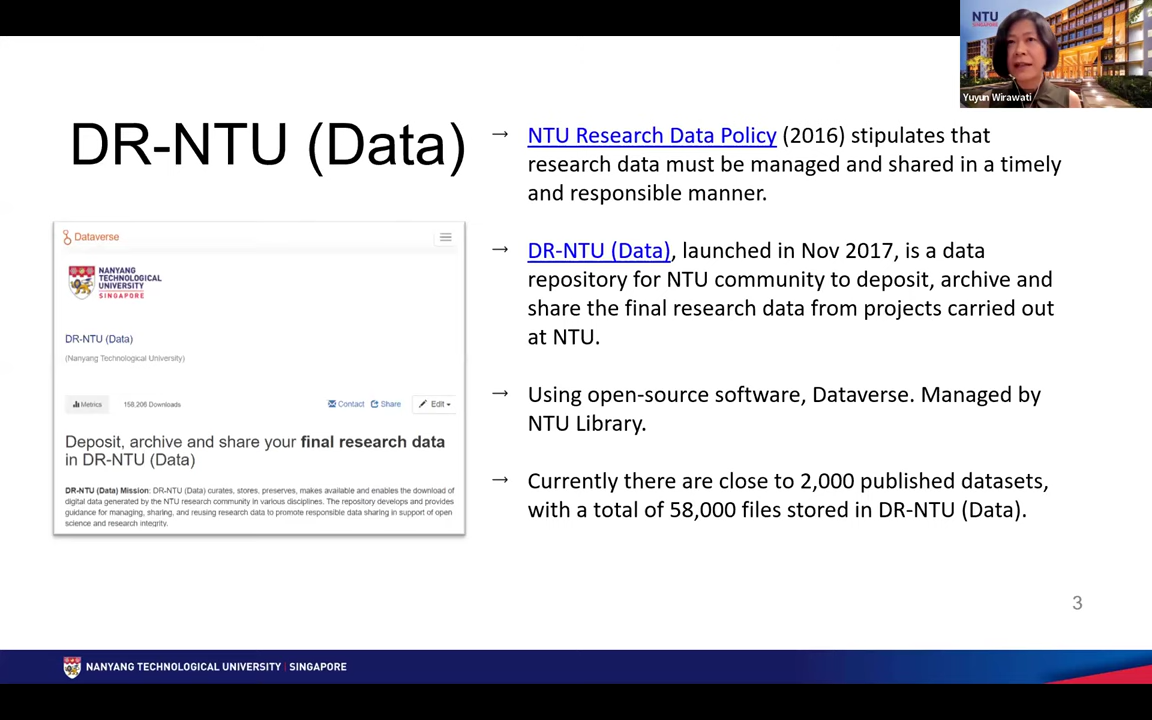 NTU
SINGAPORE
Yuyun Wirawati
DR-NTU (Data)
→ NTU Research Data Policy (2016) stipulates that
research data must be managed and shared in a timely
and responsible manner.
→ DR-NTU (Data), launched in Nov 2017, is a data
repository for NTU community to deposit, archive and
share the final research data from projects carried out
at NTU.
→ Using open-source software, Dataverse. Managed by
NTU Library.
→ Currently there are close to 2,000 published datasets,
with a total of 58,000 files stored in DR-NTU (Data).
Dataverse
NANYANG
TECHNOLOGICAL
UNIVERSITY
SINGAPORE
DR-NTU (Data)
(Nanyang Technological University)
Metrics 158,206 Downloads Contact Share Edit
Deposit, archive and share your final research data
in DR-NTU (Data)
DR-NTU (Data) Mission: DR-NTU (Data) curates, stores, preserves, makes available and enables the download of
digital data generated by the NTU research community in various disciplines. The repository develops and provides
guidance for managing, sharing, and reusing research data to promote responsible data sharing in support of open
science and research integrity.
3
NANYANG TECHNOLOGICAL UNIVERSITY | SINGAPORE